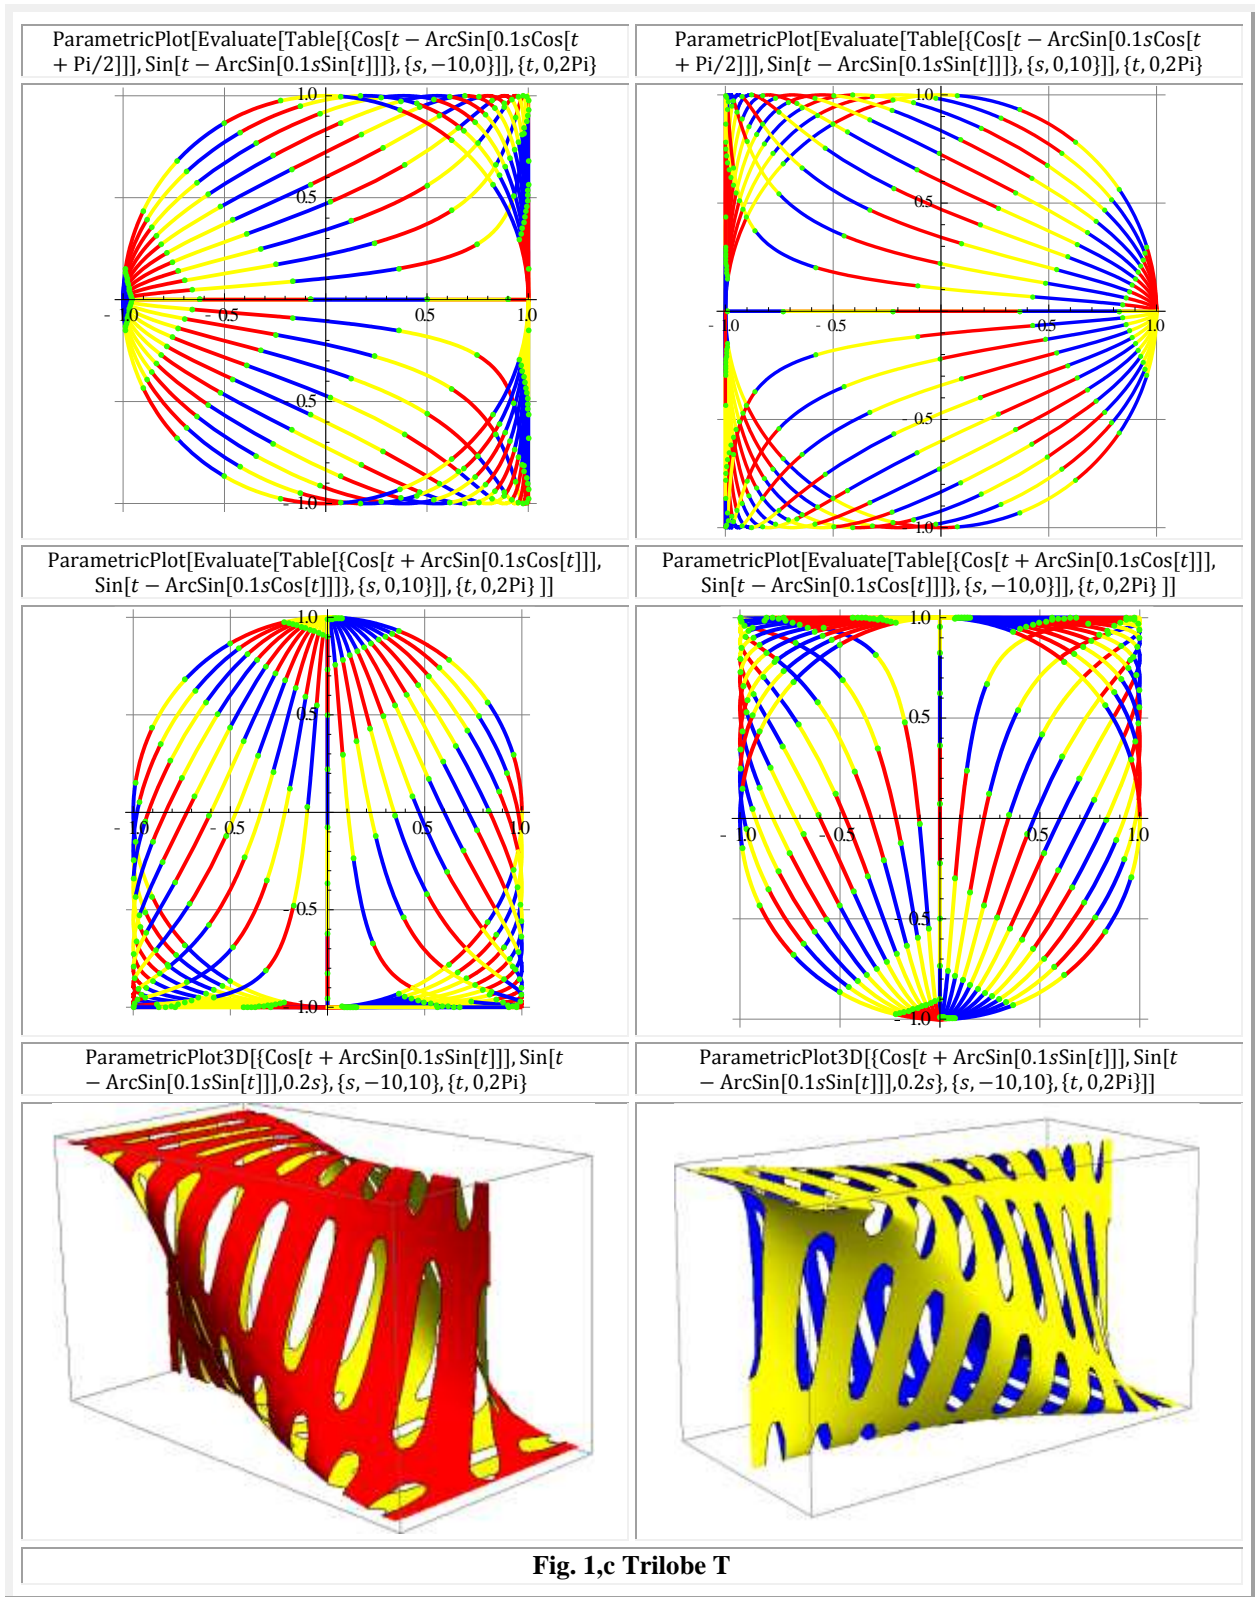 ParametricPlot[Evaluate[Table[{Cos[t − ArcSin[0.1sCos[t
+ Pi/2]]], Sin[t − ArcSin[0.1sSin[t]]]}, {s, −10,0}]], {t, 0,2Pi}
ParametricPlot[Evaluate[Table[{Cos[t − ArcSin[0.1sCos[t
+ Pi/2]]], Sin[t − ArcSin[0.1sSin[t]]]}, {s, 0,10}]], {t, 0,2Pi}
1.0
0.5
- 1.0 - 0.5 0.5 1.0
- 0.5
- 1.0
1.0
0.5
- 1.0 - 0.5 0.5 1.0
- 0.5
- 1.0
ParametricPlot[Evaluate[Table[{Cos[t + ArcSin[0.1sCos[t]]],
Sin[t − ArcSin[0.1sCos[t]]]}, {s, 0,10}]], {t, 0,2Pi} ]]
ParametricPlot[Evaluate[Table[{Cos[t + ArcSin[0.1sCos[t]]],
Sin[t − ArcSin[0.1sCos[t]]]}, {s, −10,0}]], {t, 0,2Pi} ]]
1.0
0.5
- 1.0 - 0.5 0.5 1.0
- 0.5
- 1.0
1.0
0.5
- 1.0 - 0.5 0.5 1.0
- 0.5
- 1.0
ParametricPlot3D[{Cos[t + ArcSin[0.1sSin[t]]], Sin[t
− ArcSin[0.1sSin[t]]],0.2s}, {s, −10,10}, {t, 0,2Pi}
ParametricPlot3D[{Cos[t + ArcSin[0.1sSin[t]]], Sin[t
− ArcSin[0.1sSin[t]]],0.2s}, {s, −10,10}, {t, 0,2Pi}]]
Fig. 1,c Trilobe T